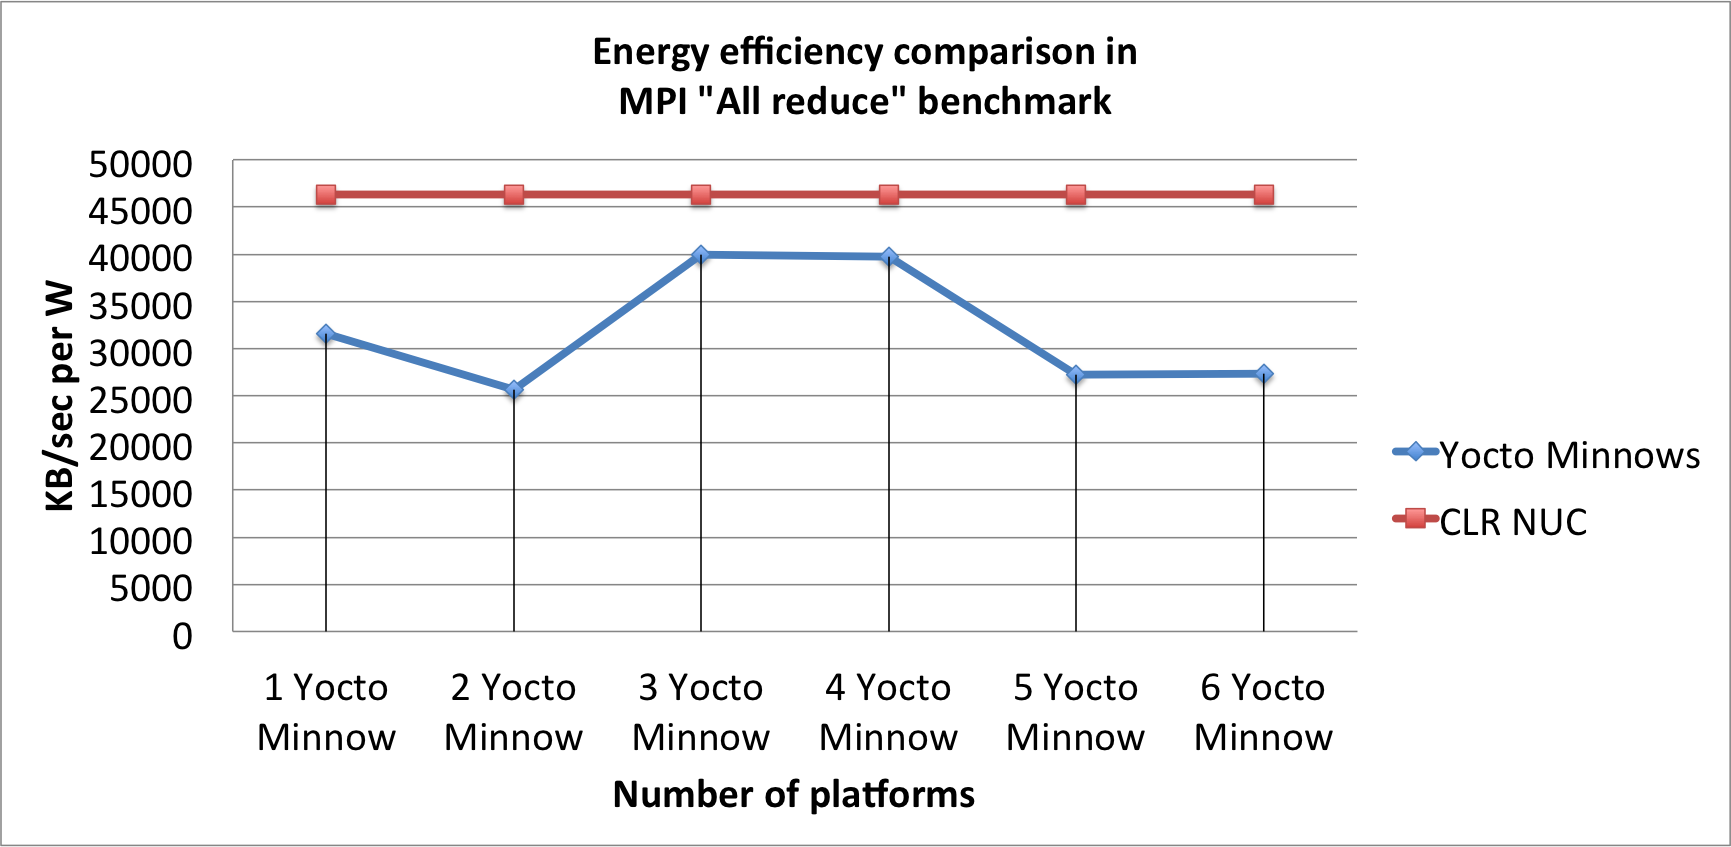 Energy efficiency comparison in
MPI "All reduce" benchmark
KB/sec per W
50000
45000
40000
35000
30000
25000
20000
15000
10000
5000
0
1 Yocto
Minnow
2 Yocto
Minnow
3 Yocto
Minnow
4 Yocto
Minnow
5 Yocto
Minnow
6 Yocto
Minnow
Number of platforms
Yocto Minnows
CLR NUC